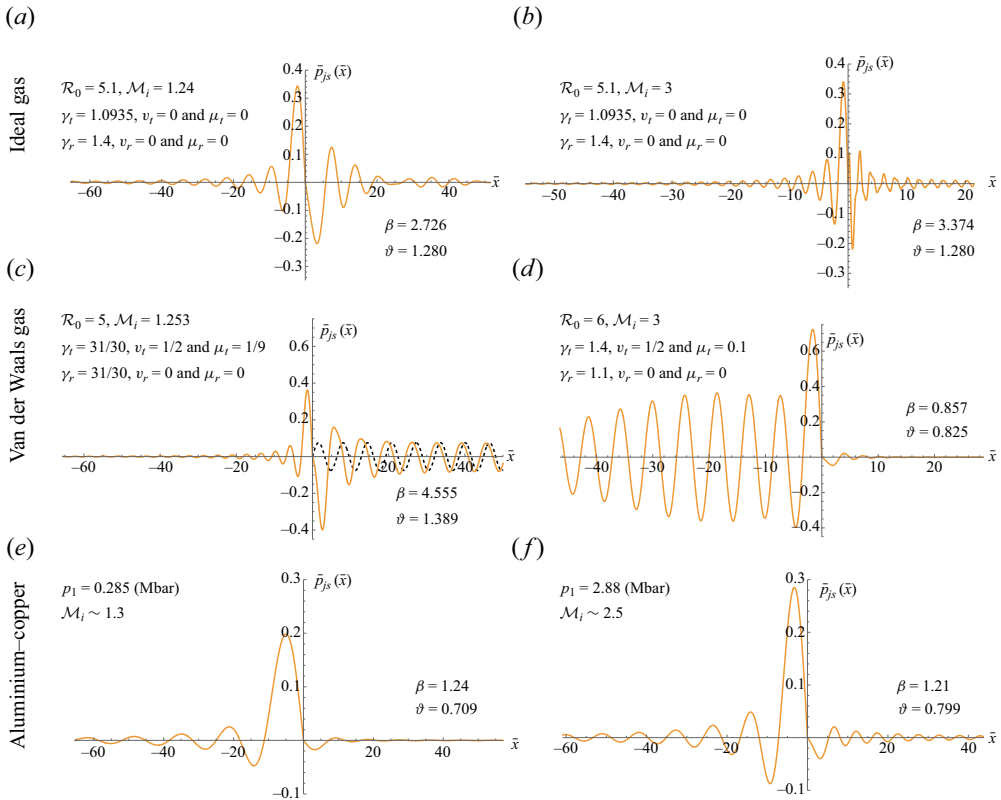 (a)
Ideal gas
R₀ = 5.1, Mᵢ = 1.24
γₜ = 1.0935, vₜ = 0 and μₜ = 0
γᵣ = 1.4, vᵣ = 0 and μᵣ = 0
p̄ⱼₛ(x̄)
0.4
0.3
0.1
−0.1
−0.2
−0.3
−60 −40 −20 20 40 x̄
β = 2.726
ϑ = 1.280
(b)
R₀ = 5.1, Mᵢ = 3
γₜ = 1.0935, vₜ = 0 and μₜ = 0
γᵣ = 1.4, vᵣ = 0 and μᵣ = 0
p̄ⱼₛ(x̄)
0.4
0.3
0.2
0.1
−0.1
−0.2
−0.3
−50 −40 −30 −20 −10 10 20 x̄
β = 3.374
ϑ = 1.280
(c)
Van der Waals gas
R₀ = 5, Mᵢ = 1.253
γₜ = 31/30, vₜ = 1/2 and μₜ = 1/9
γᵣ = 31/30, vᵣ = 0 and μᵣ = 0
p̄ⱼₛ(x̄)
0.6
0.4
0.2
−0.2
−0.4
−60 −40 −20 20 40 x̄
β = 4.555
ϑ = 1.389
(d)
R₀ = 6, Mᵢ = 3
γₜ = 1.4, vₜ = 1/2 and μₜ = 0.1
γᵣ = 1.1, vᵣ = 0 and μᵣ = 0
p̄ⱼₛ(x̄)
0.6
0.4
0.2
−0.2
−0.4
−40 −30 −20 −10 10 20 x̄
β = 0.857
ϑ = 0.825
(e)
Aluminium–copper
p₁ = 0.285 (Mbar)
Mᵢ ∼ 1.3
p̄ⱼₛ(x̄)
0.3
0.2
0.1
−0.1
−60 −40 −20 20 40 x̄
β = 1.24
ϑ = 0.709
(f)
p₁ = 2.88 (Mbar)
Mᵢ ∼ 2.5
p̄ⱼₛ(x̄)
0.3
0.2
0.1
−0.1
−60 −40 −20 20 40 x̄
β = 1.21
ϑ = 0.799